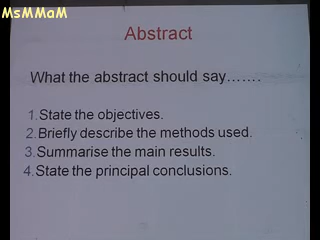 MsMMaM
Abstract
What the abstract should say…….
1.State the objectives.
2.Briefly describe the methods used.
3.Summarise the main results.
4.State the principal conclusions.